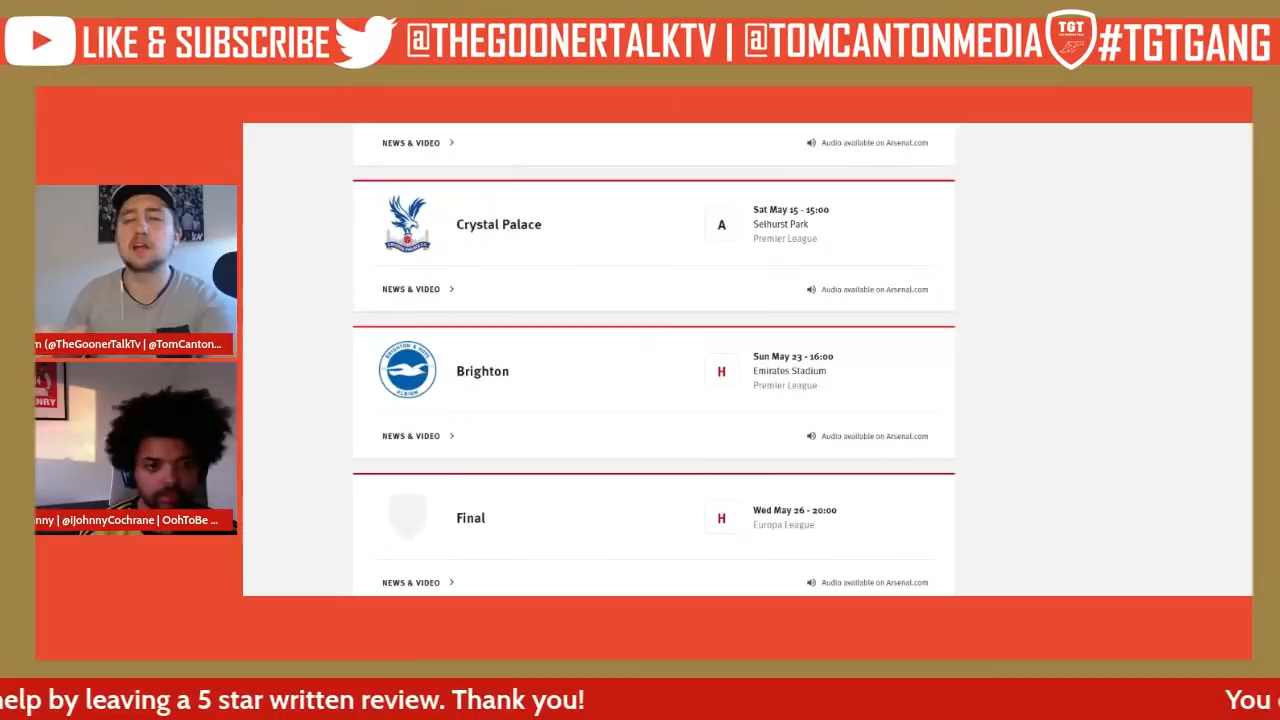 LIKE & SUBSCRIBE @THEGOONERTALKTV | @TOMCANTONMEDIA TGT #TGTGANG
NEWS & VIDEO
Audio available on Arsenal.com
Crystal Palace
A
Sat May 15 - 15:00
Selhurst Park
Premier League
NEWS & VIDEO
Audio available on Arsenal.com
BRIGHTON & HOVE
ALBION
Brighton
H
Sun May 23 - 16:00
Emirates Stadium
Premier League
NEWS & VIDEO
Audio available on Arsenal.com
Final
H
Wed May 26 - 20:00
Europa League
NEWS & VIDEO
Audio available on Arsenal.com
m (@TheGoonerTalkTv | @TomCanton...
NRY
nny | @iJohnnyCochrane | OohToBe ...
help by leaving a 5 star written review. Thank you!
You